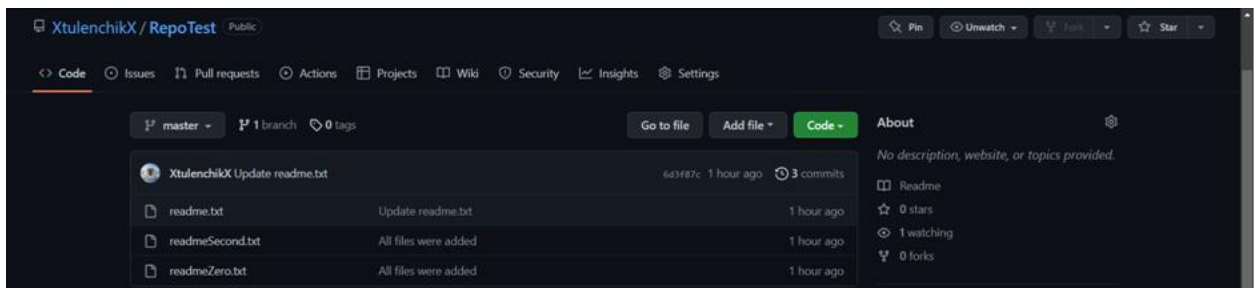 XtulenchikX / RepoTest Public
Pin Unwatch Fork Star
Code Issues Pull requests Actions Projects Wiki Security Insights Settings
master 1 branch 0 tags Go to file Add file Code
XtulenchikX Update readme.txt 6d3f87c 1 hour ago 3 commits
readme.txt Update readme.txt 1 hour ago
readmeSecond.txt All files were added 1 hour ago
readmeZero.txt All files were added 1 hour ago
About
No description, website, or topics provided.
Readme
0 stars
1 watching
0 forks